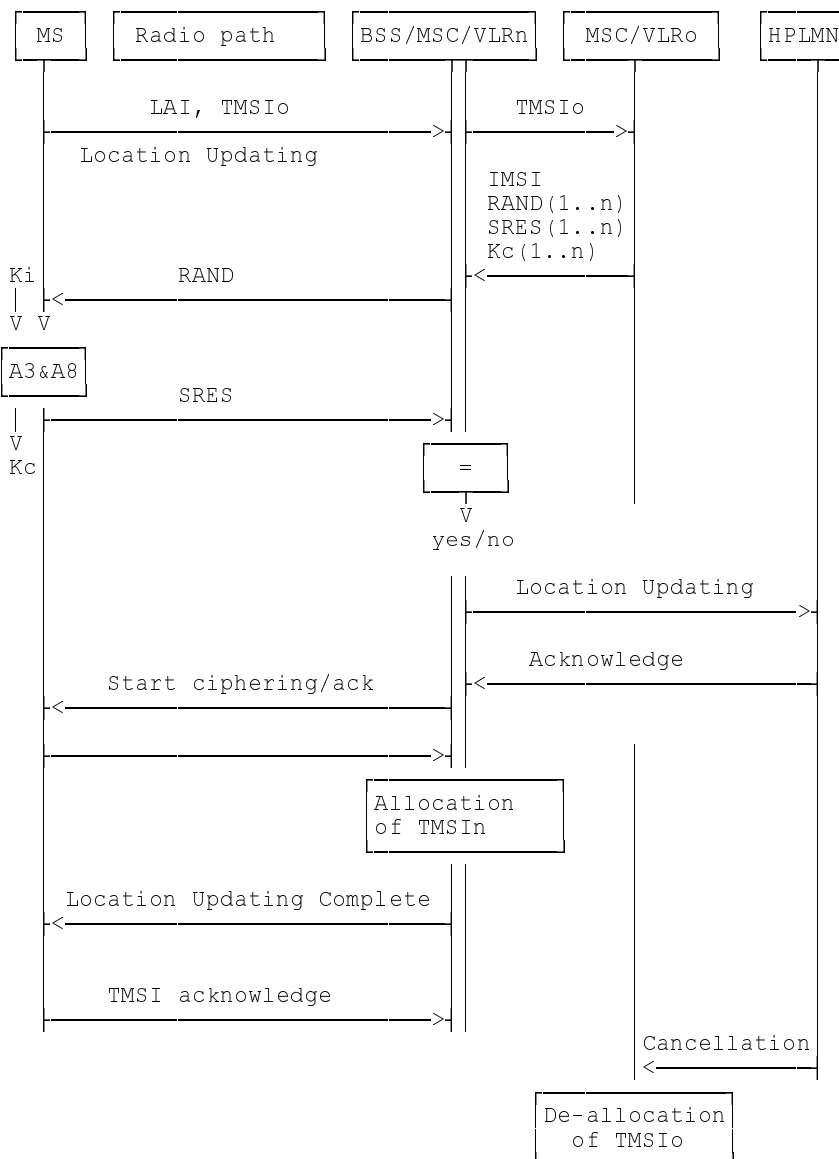 MS
Radio path
BSS/MSC/VLRn
MSC/VLRo
HPLMN
LAI, TMSIo
TMSIo
Location Updating
IMSI
RAND(1..n)
SRES(1..n)
Kc(1..n)
Ki
RAND
V V
A3&A8
SRES
V
Kc
=
V
yes/no
Location Updating
Acknowledge
Start ciphering/ack
Allocation
of TMSIn
Location Updating Complete
TMSI acknowledge
Cancellation
De-allocation
of TMSIo